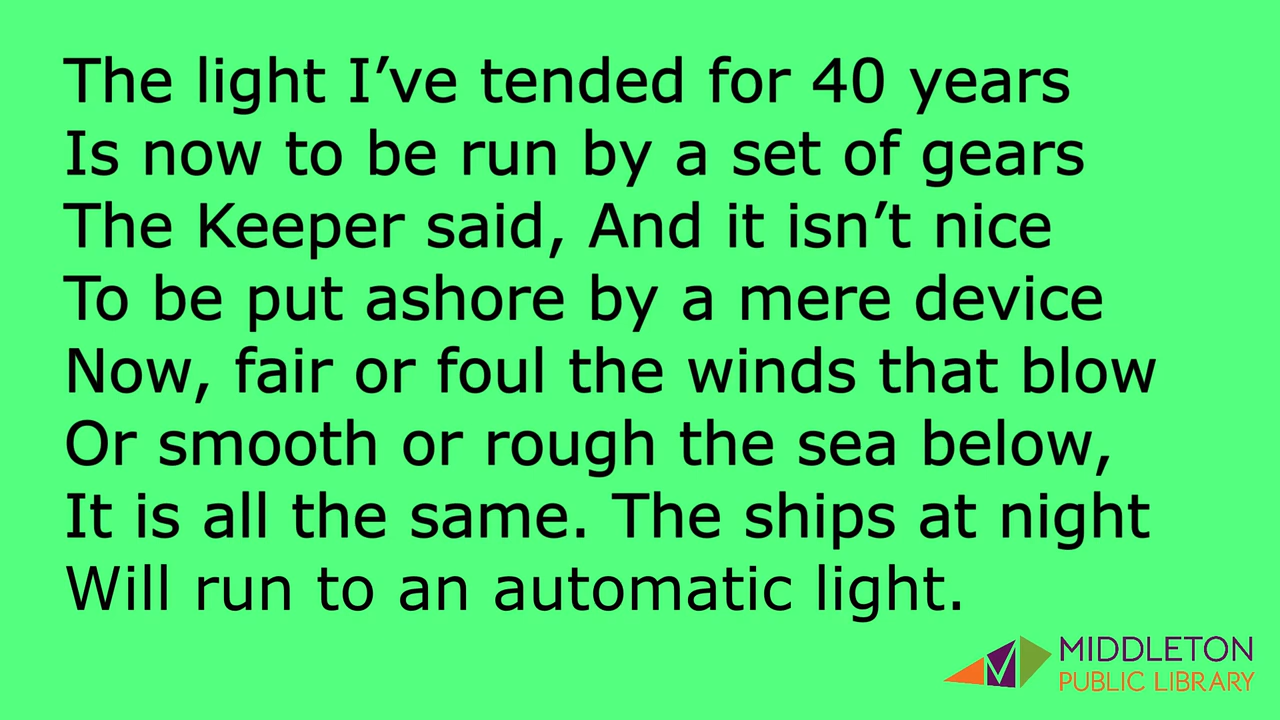 The light I’ve tended for 40 years
Is now to be run by a set of gears
The Keeper said, And it isn’t nice
To be put ashore by a mere device
Now, fair or foul the winds that blow
Or smooth or rough the sea below,
It is all the same. The ships at night
Will run to an automatic light.
MIDDLETON
PUBLIC LIBRARY